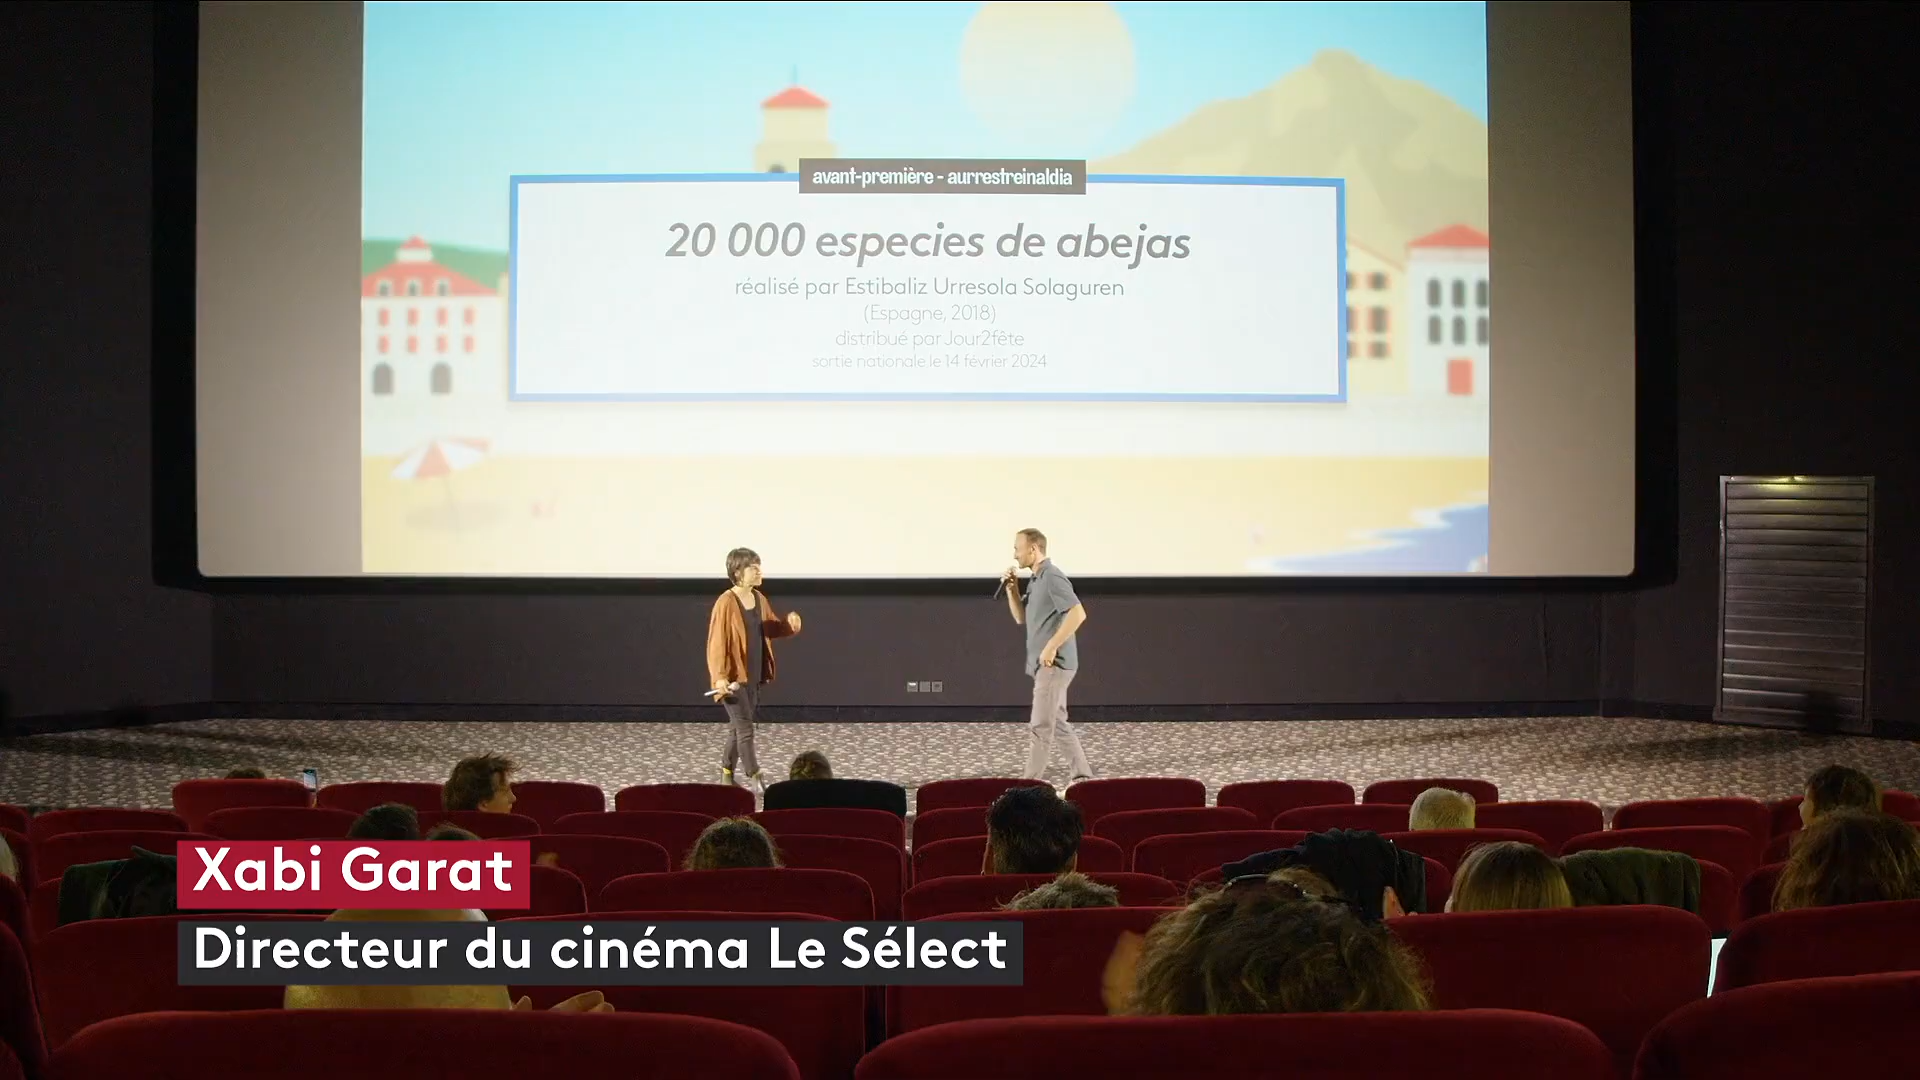 avant-première - aurrestreinaldia
20 000 especies de abejas
réalisé par Estibaliz Urresola Solaguren
(Espagne, 2018)
distribué par Jour2fête
sortie nationale le 14 février 2024
Xabi Garat
Directeur du cinéma Le Sélect